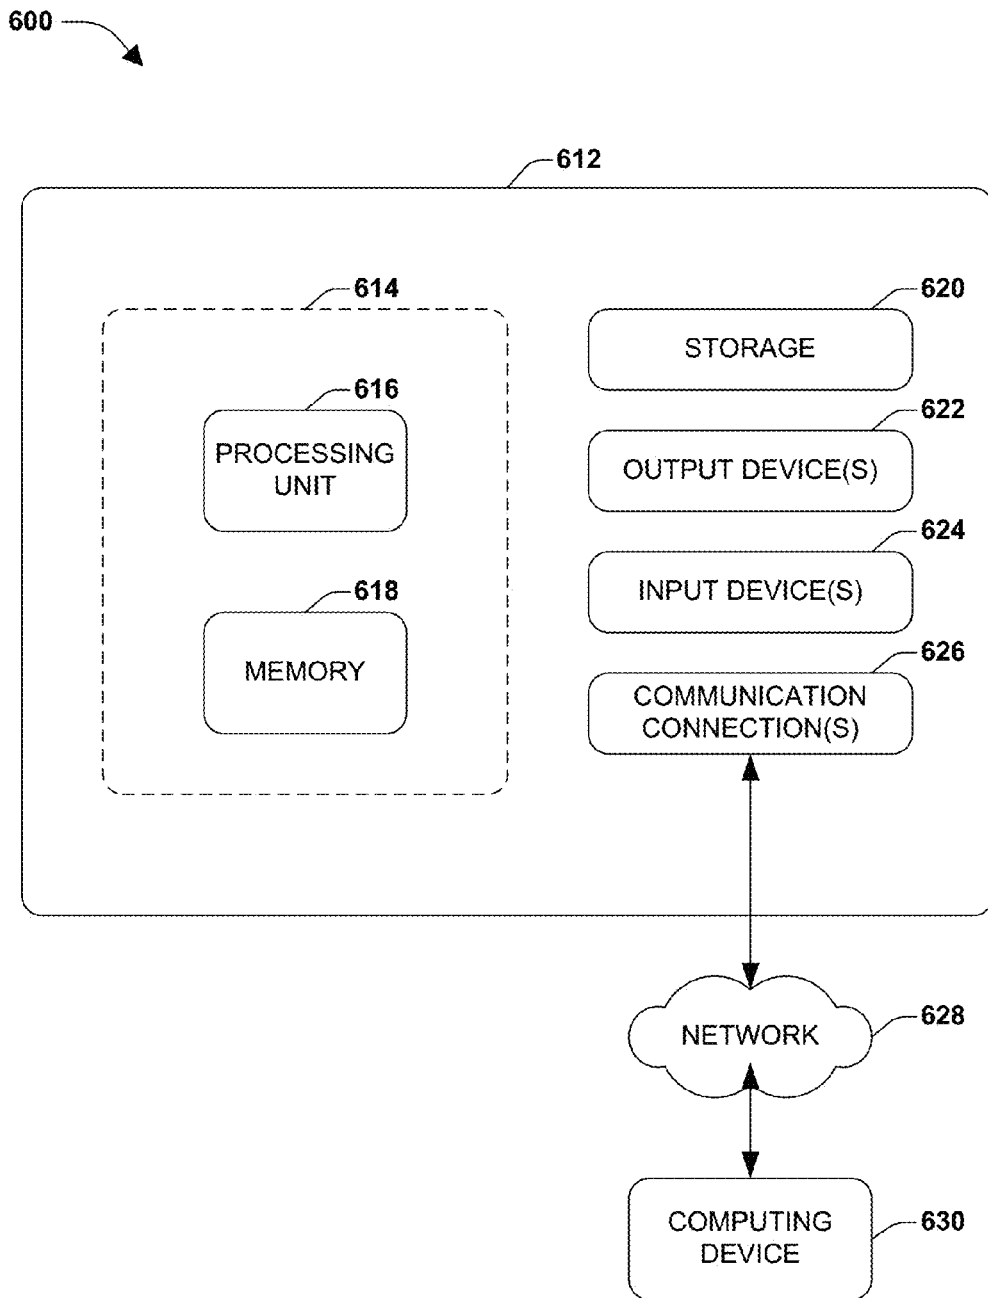 600
612
614
620
STORAGE
616
PROCESSING
UNIT
622
OUTPUT DEVICE(S)
624
INPUT DEVICE(S)
618
MEMORY
626
COMMUNICATION
CONNECTION(S)
NETWORK
628
COMPUTING
DEVICE
630